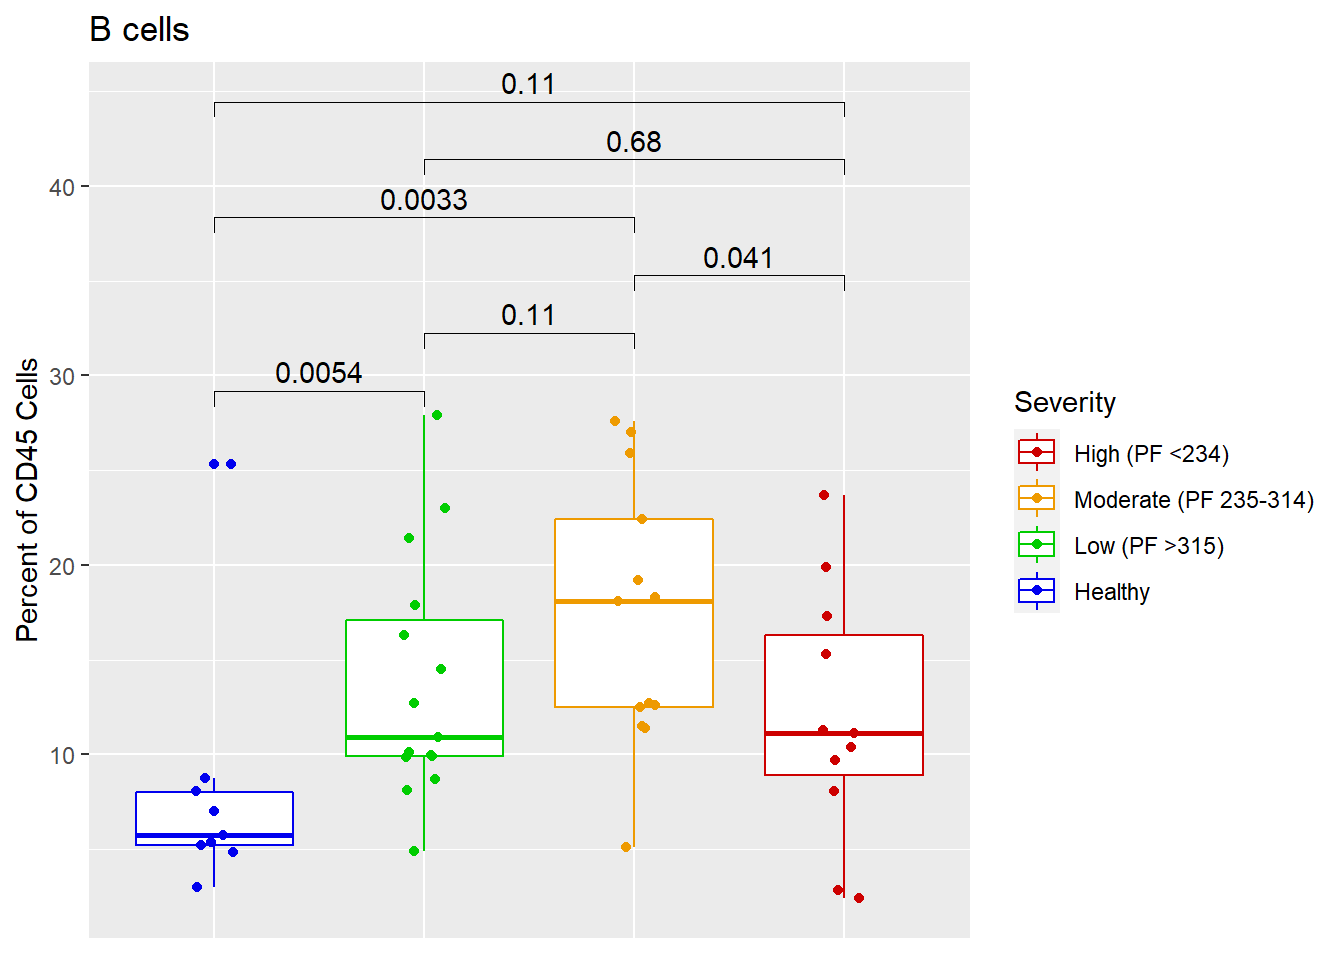 B cells
0.11
0.68
0.0033
0.041
0.11
0.0054
40
30
20
10
Percent of CD45 Cells
Severity
High (PF <234)
Moderate (PF 235-314)
Low (PF >315)
Healthy